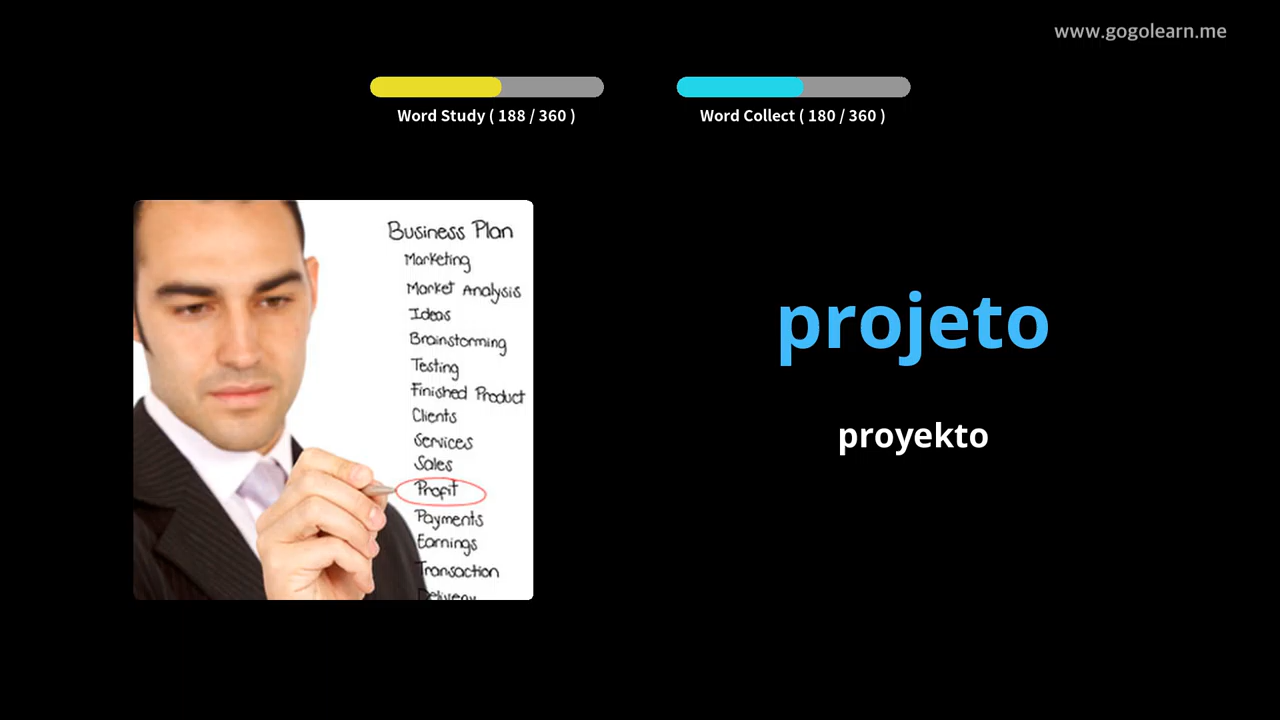 www.gogolearn.me
Word Study ( 188 / 360 )
Word Collect ( 180 / 360 )
Business Plan
Marketing
Market Analysis
Ideas
Brainstorming
Testing
Finished Product
Clients
Services
Sales
Profit
Payments
Earnings
Transaction
Delivery
projeto
proyekto